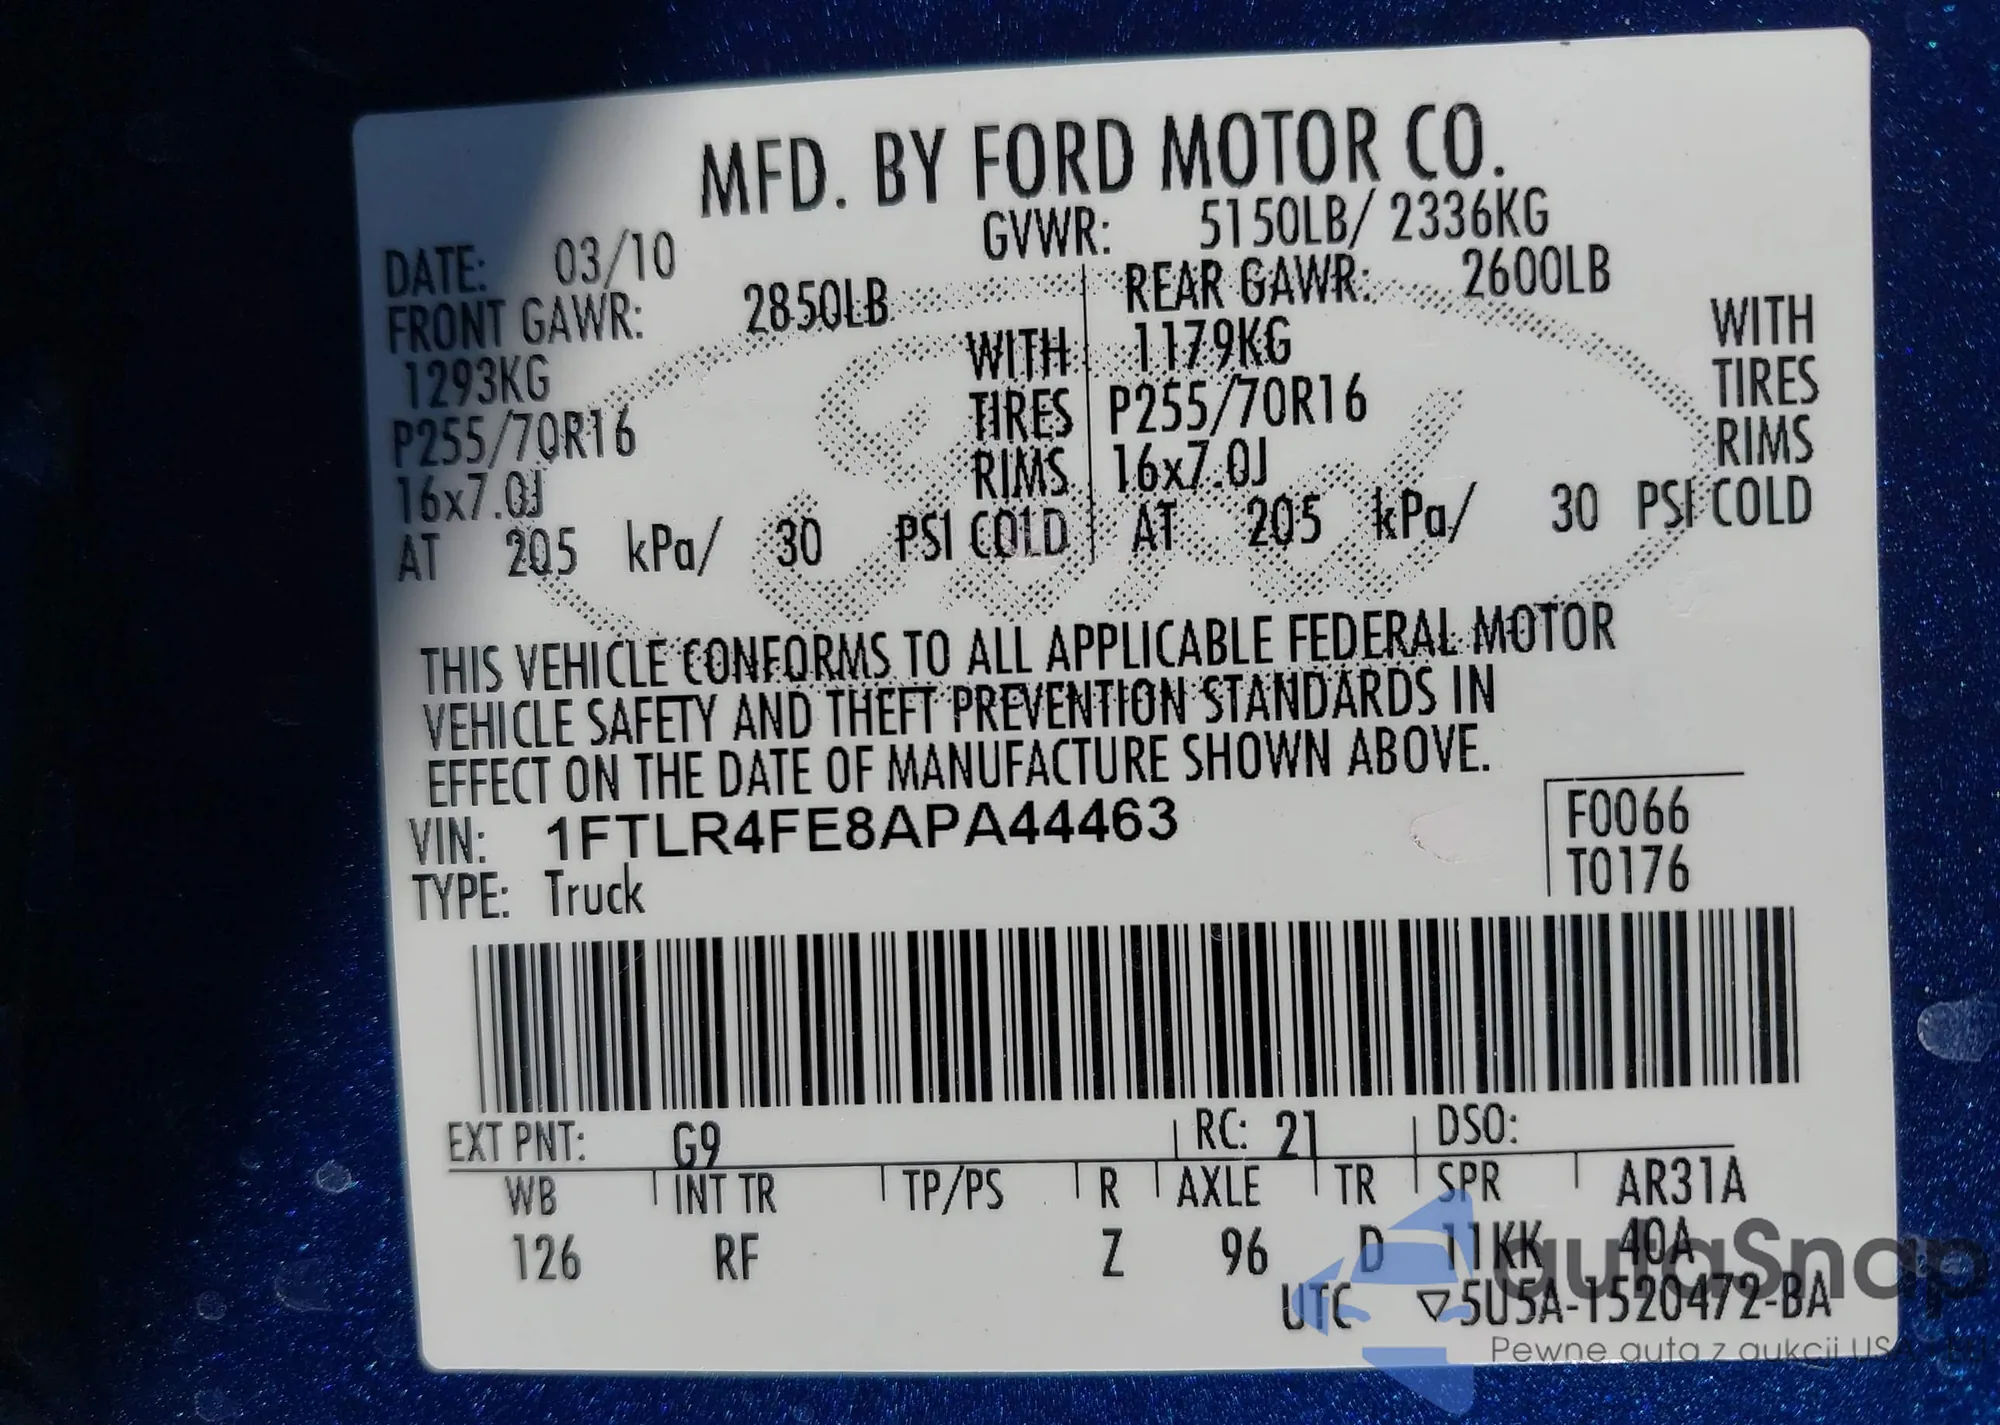 MFD. BY FORD MOTOR CO.
DATE: 03/10 GVWR: 5150LB/ 2336KG
FRONT GAWR: 2850LB REAR GAWR: 2600LB
1293KG WITH 1179KG WITH
P255/70R16 TIRES P255/70R16 TIRES
16x7.0J RIMS 16x7.0J RIMS
AT 205 kPa/ 30 PSI COLD AT 205 kPa/ 30 PSI COLD
THIS VEHICLE CONFORMS TO ALL APPLICABLE FEDERAL MOTOR
VEHICLE SAFETY AND THEFT PREVENTION STANDARDS IN
EFFECT ON THE DATE OF MANUFACTURE SHOWN ABOVE.
VIN: 1FTLR4FE8APA44463 F0066
TYPE: Truck T0176
EXT PNT: G9 RC: 21 DSO:
WB INT TR TP/PS R AXLE TR SPR AR31A
126 RF Z 96 D 11KK 40A
UTC ▽5U5A-1520472-BA
autaSnap
Pewne auta z aukcji USA